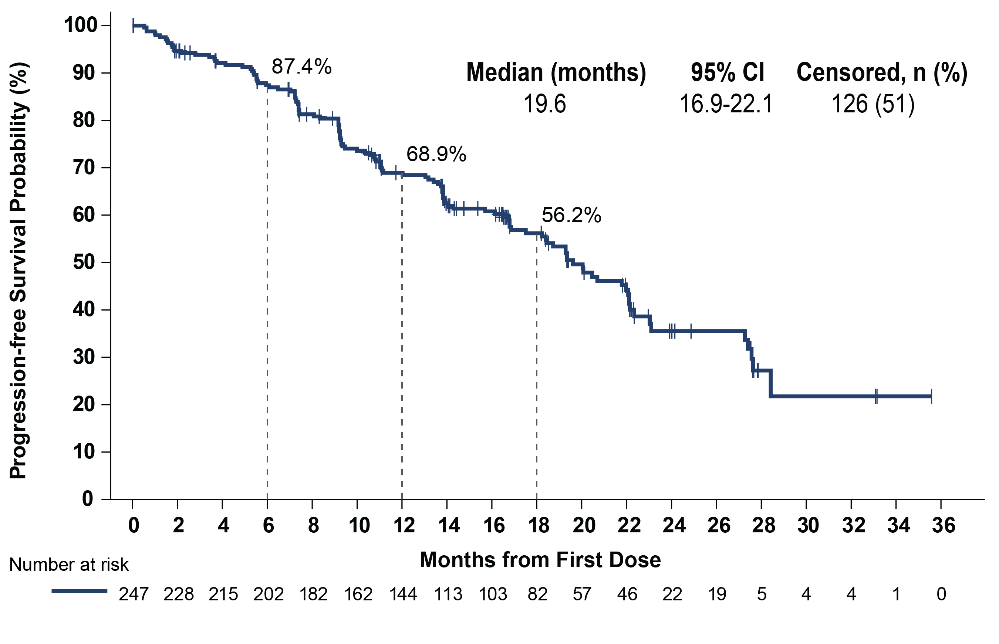 Progression-free Survival Probability (%)
100
90
80
70
60
50
40
30
20
10
0
87.4%
68.9%
56.2%
Median (months) 95% CI Censored, n (%)
19.6 16.9-22.1 126 (51)
0 2 4 6 8 10 12 14 16 18 20 22 24 26 28 30 32 34 36
Months from First Dose
Number at risk
247 228 215 202 182 162 144 113 103 82 57 46 22 19 5 4 4 1 0